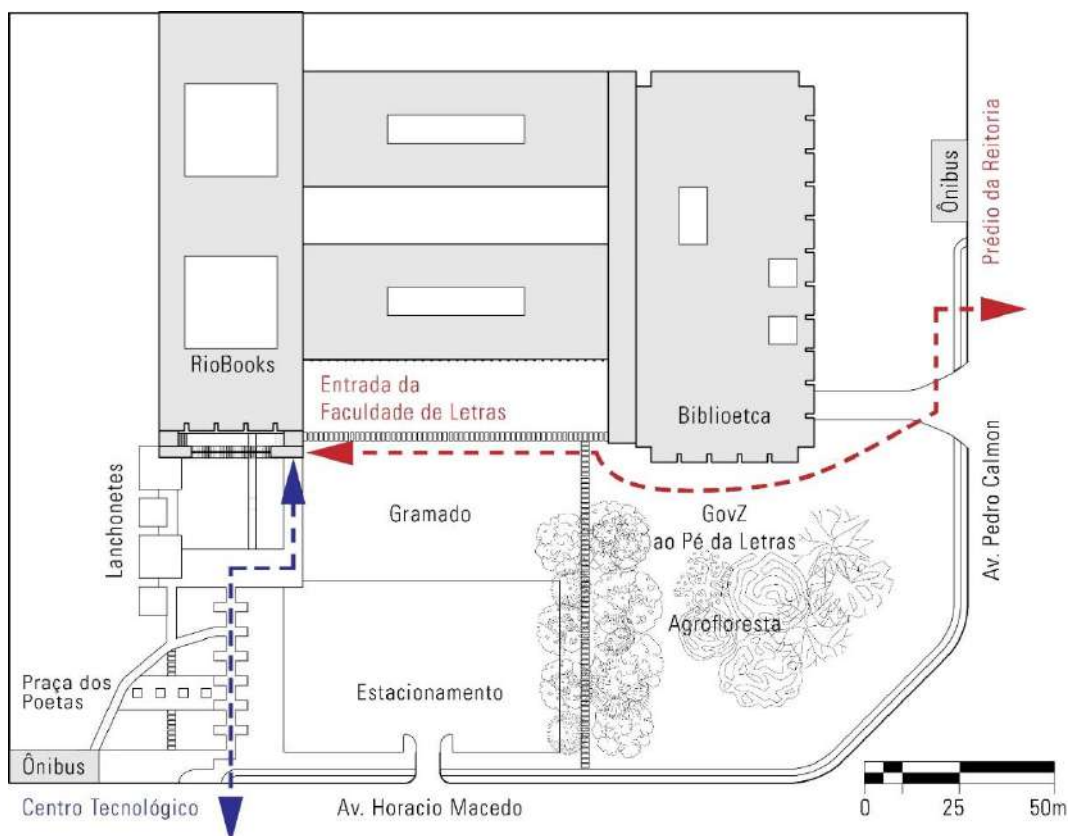 Ônibus
Prédio da Reitoria
RioBooks
Entrada da
Faculdade de Letras
Biblioetca
Lanchonetes
Gramado
GovZ
ao Pé da Letras
Av. Pedro Calmon
Agrofloresta
Praça dos
Poetas
Estacionamento
Ônibus
Centro Tecnológico
Av. Horacio Macedo
0 25 50m